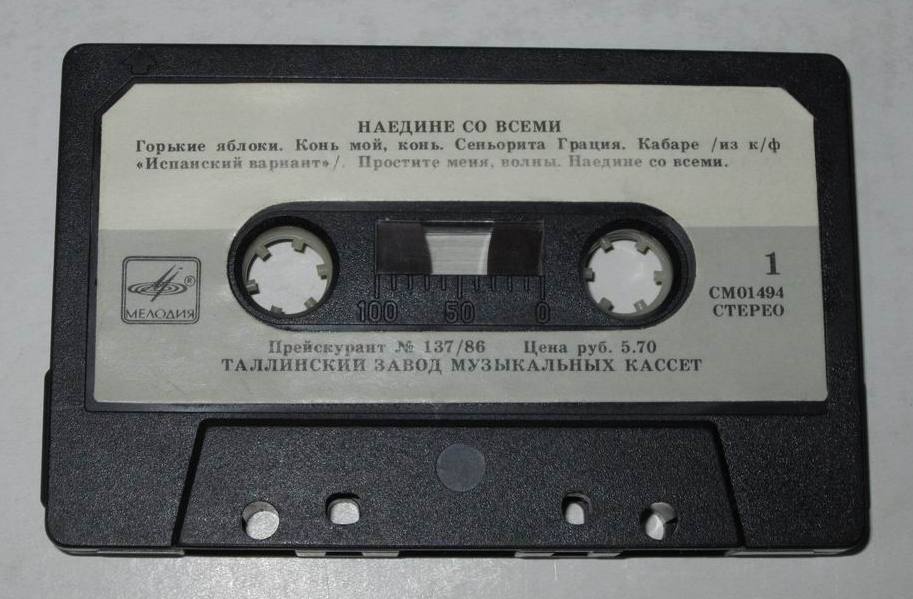 НАЕДИНЕ СО ВСЕМИ
Горькие яблоки. Конь мой, конь. Сеньорита Грация. Кабаре /из к/ф
«Испанский вариант»/. Простите меня, волны. Наедине со всеми.
1
СМ01494
СТЕРЕО
®
МЕЛОДИЯ
100 50 0
Прейскурант № 137/86 Цена руб. 5.70
ТАЛЛИНСКИЙ ЗАВОД МУЗЫКАЛЬНЫХ КАССЕТ